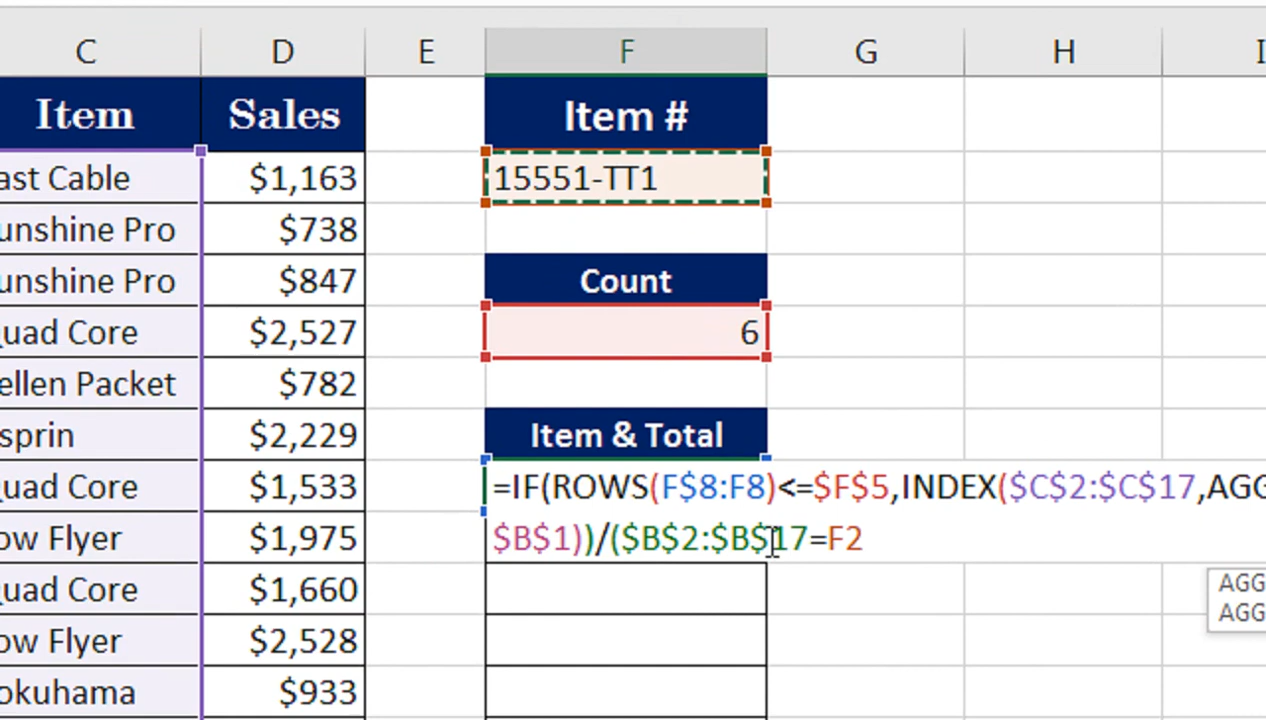 C D E F G H I
Item Sales Item #
ast Cable $1,163 15551-TT1
unshine Pro $738
unshine Pro $847 Count
uad Core $2,527 6
ellen Packet $782
sprin $2,229 Item & Total
uad Core $1,533 =IF(ROWS(F$8:F8)<=$F$5,INDEX($C$2:$C$17,AGG
ow Flyer $1,975 $B$1))/($B$2:$B$17=F2
uad Core $1,660 AGG
AGG
ow Flyer $2,528
okuhama $933